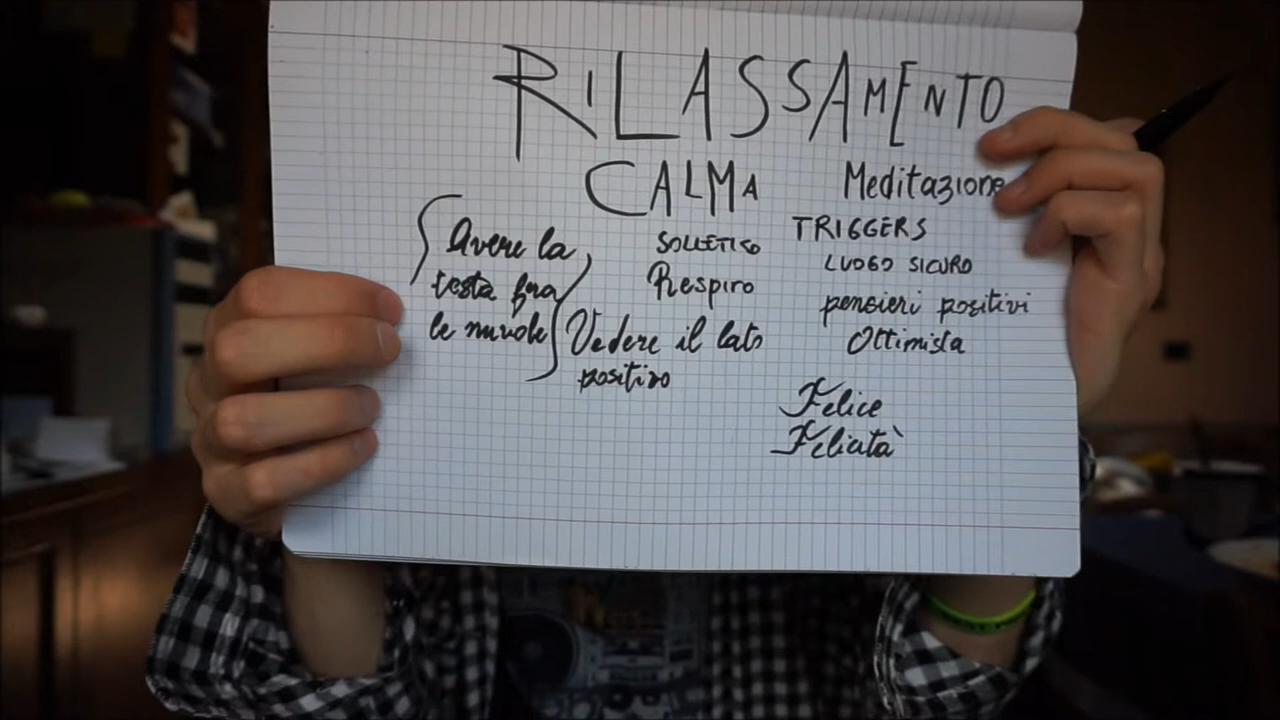 RILASSAMENTO
CALMA
Meditazione
Avere la
testa fra
le nuvole
SOLLETICO
Respiro
Vedere il lato
positivo
TRIGGERS
LUOGO SICURO
pensieri positivi
Ottimista
Felice
Felicità